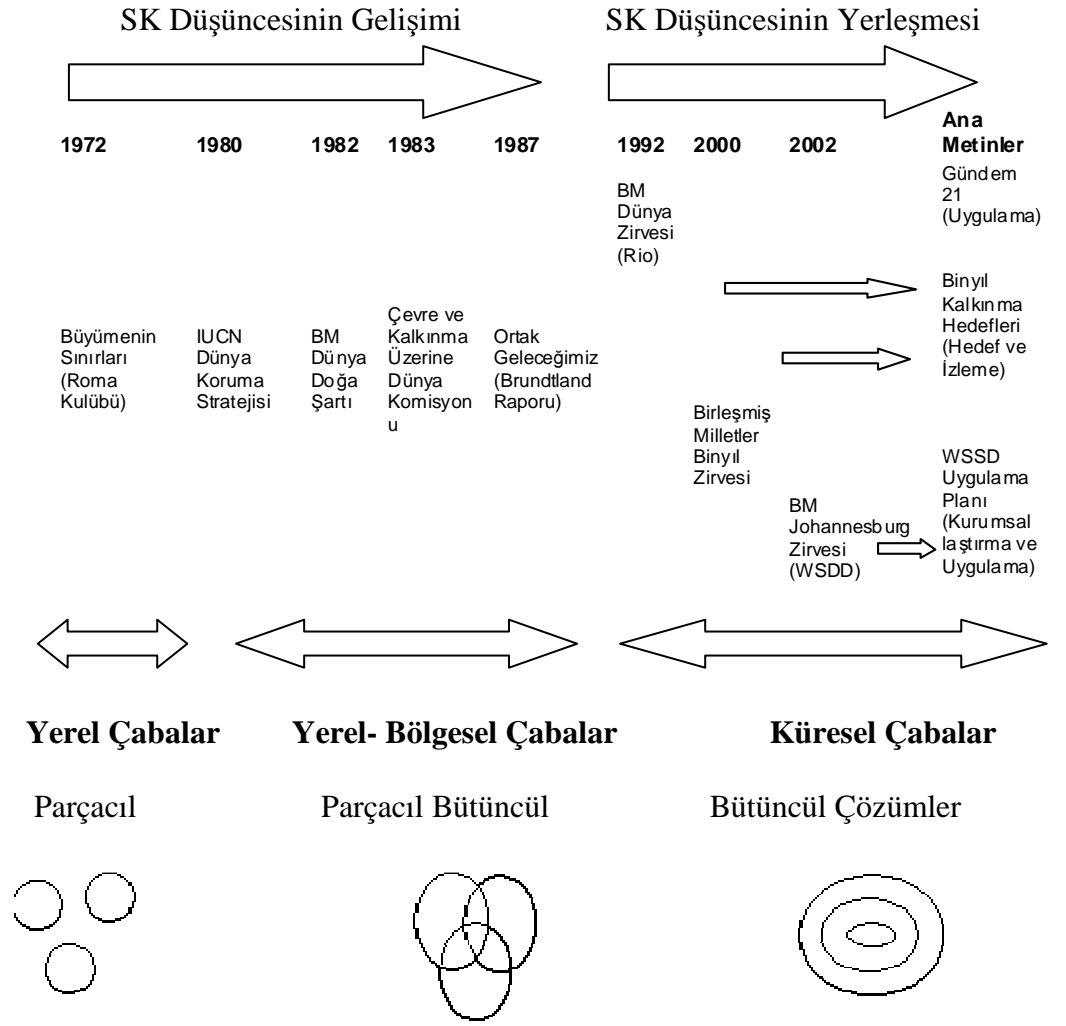 SK Düşüncesinin Gelişimi
SK Düşüncesinin Yerleşmesi
1972
1980
1982
1983
1987
1992
2000
2002
Ana
Metinler
Büyümenin
Sınırları
(Roma
Kulübü)
IUCN
Dünya
Koruma
Stratejisi
BM
Dünya
Doğa
Şartı
Çevre ve
Kalkınma
Üzerine
Dünya
Komisyon
u
Ortak
Geleceğimiz
(Brundtland
Raporu)
BM
Dünya
Zirvesi
(Rio)
Birleşmiş
Milletler
Binyıl
Zirvesi
BM
Johannesburg
Zirvesi
(WSDD)
Gündem
21
(Uygulama)
Binyıl
Kalkınma
Hedefleri
(Hedef ve
İzleme)
WSSD
Uygulama
Planı
(Kurumsal
laştırma ve
Uygulama)
Yerel Çabalar
Yerel- Bölgesel Çabalar
Küresel Çabalar
Parçacıl
Parçacıl Bütüncül
Bütüncül Çözümler